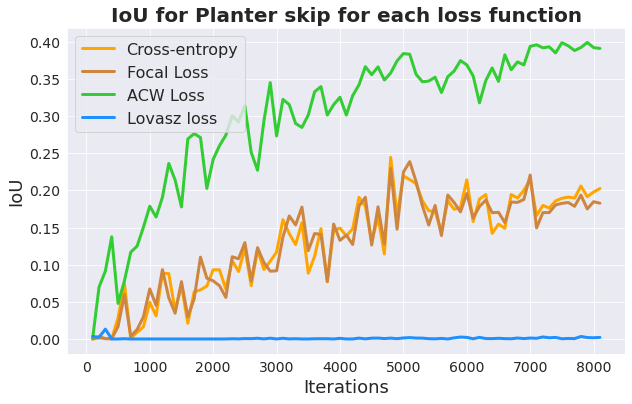 IoU for Planter skip for each loss function
Cross-entropy
Focal Loss
ACW Loss
Lovasz loss
IoU
0.40
0.35
0.30
0.25
0.20
0.15
0.10
0.05
0.00
0 1000 2000 3000 4000 5000 6000 7000 8000
Iterations